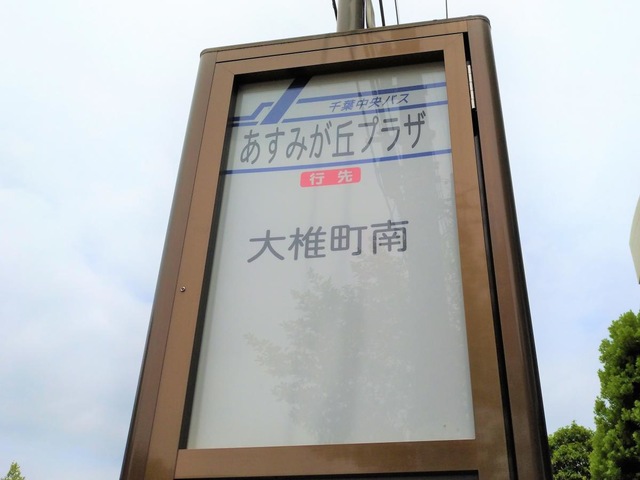 千葉中央バス
あすみが丘プラザ
行先
大椎町南